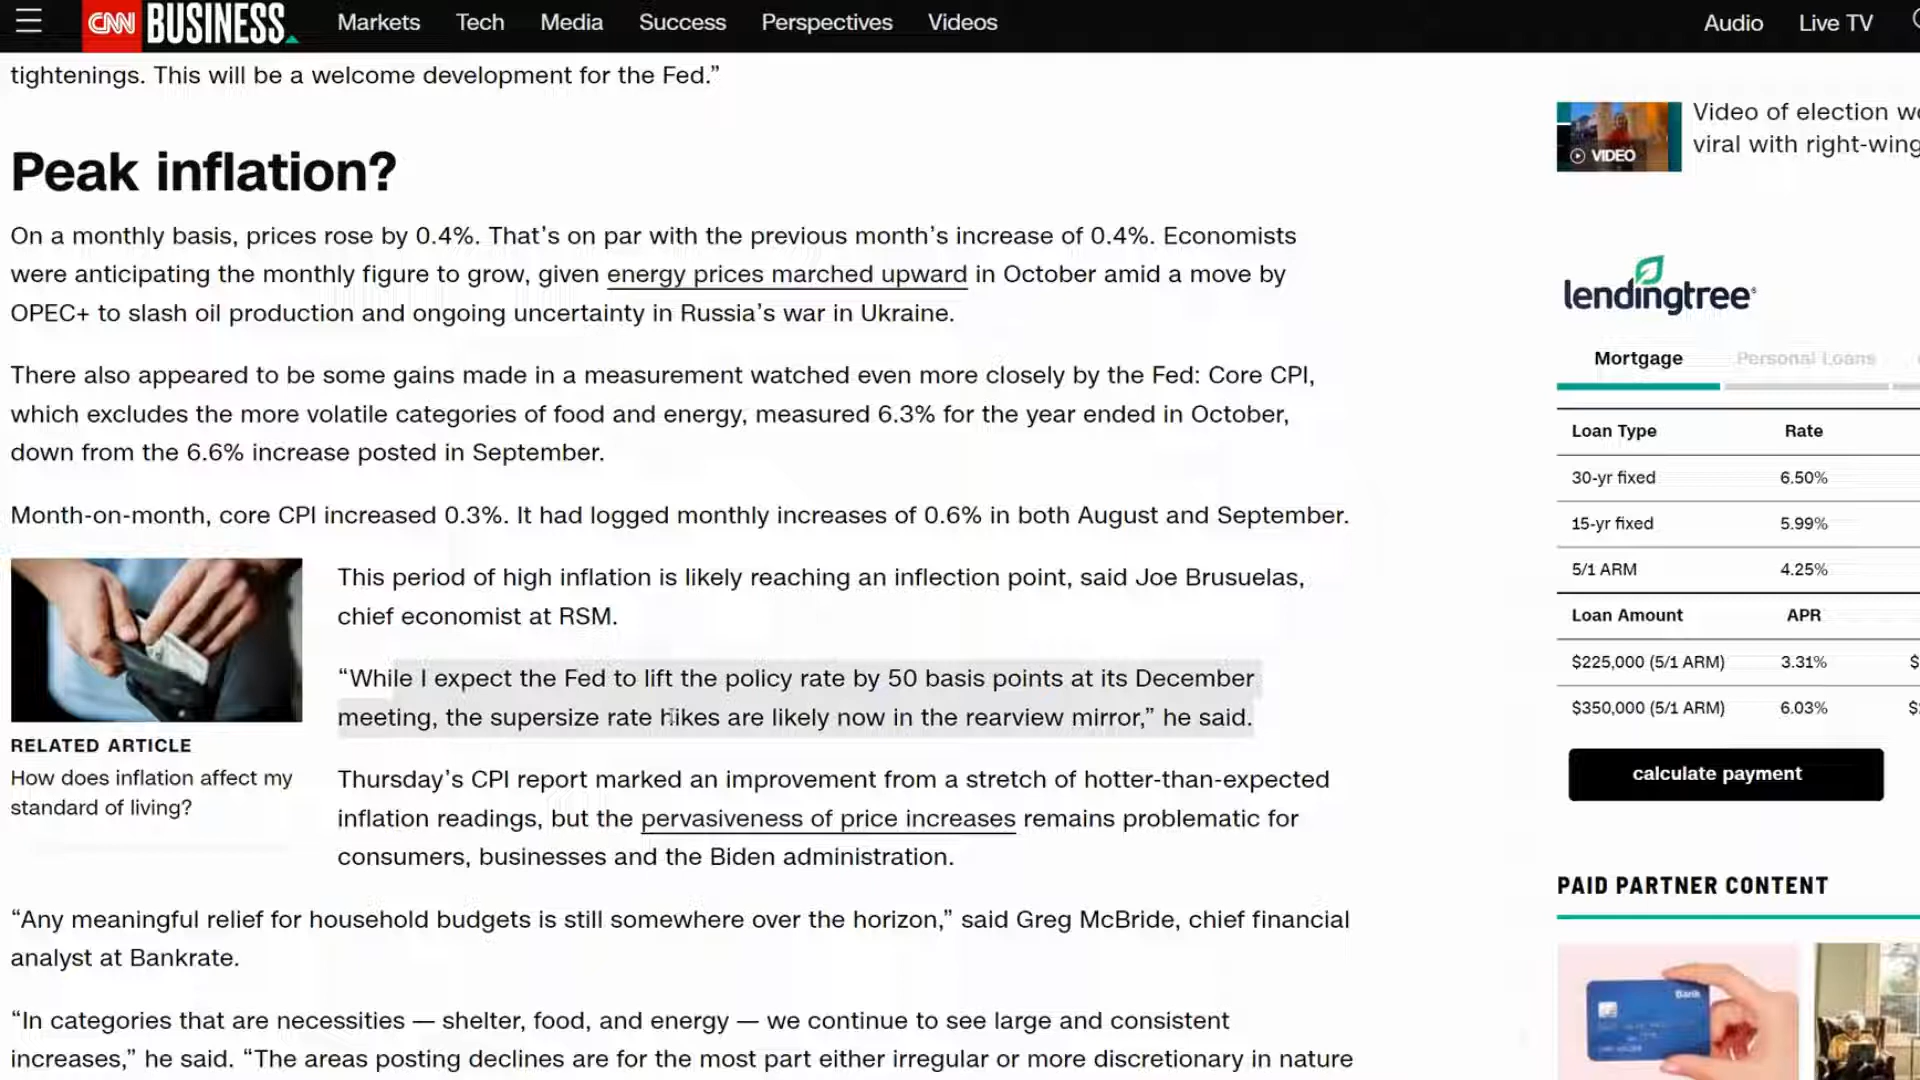 CNN BUSINESS Markets Tech Media Success Perspectives Videos Audio Live TV
tightenings. This will be a welcome development for the Fed.”
Peak inflation?
On a monthly basis, prices rose by 0.4%. That’s on par with the previous month’s increase of 0.4%. Economists
were anticipating the monthly figure to grow, given energy prices marched upward in October amid a move by
OPEC+ to slash oil production and ongoing uncertainty in Russia’s war in Ukraine.
There also appeared to be some gains made in a measurement watched even more closely by the Fed: Core CPI,
which excludes the more volatile categories of food and energy, measured 6.3% for the year ended in October,
down from the 6.6% increase posted in September.
Month-on-month, core CPI increased 0.3%. It had logged monthly increases of 0.6% in both August and September.
This period of high inflation is likely reaching an inflection point, said Joe Brusuelas,
chief economist at RSM.
“While I expect the Fed to lift the policy rate by 50 basis points at its December
meeting, the supersize rate hikes are likely now in the rearview mirror,” he said.
RELATED ARTICLE
How does inflation affect my
standard of living?
Thursday’s CPI report marked an improvement from a stretch of hotter-than-expected
inflation readings, but the pervasiveness of price increases remains problematic for
consumers, businesses and the Biden administration.
“Any meaningful relief for household budgets is still somewhere over the horizon,” said Greg McBride, chief financial
analyst at Bankrate.
“In categories that are necessities — shelter, food, and energy — we continue to see large and consistent
increases,” he said. “The areas posting declines are for the most part either irregular or more discretionary in nature
VIDEO
Video of election
viral with right-wing
lendingtree
Mortgage Personal Loans
Loan Type Rate
30-yr fixed 6.50%
15-yr fixed 5.99%
5/1 ARM 4.25%
Loan Amount APR
$225,000 (5/1 ARM) 3.31% $
$350,000 (5/1 ARM) 6.03% $
calculate payment
PAID PARTNER CONTENT
Bank